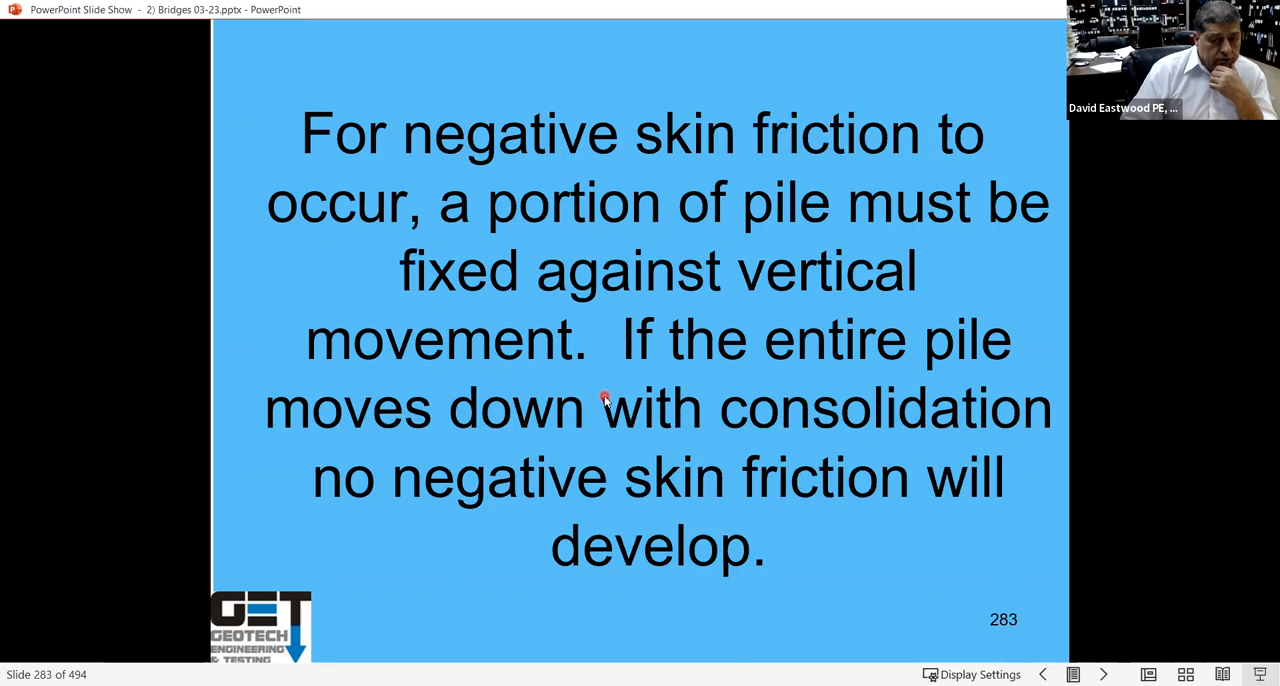 PowerPoint Slide Show - 2) Bridges 03-23.pptx - PowerPoint
David Eastwood PE, ...
For negative skin friction to
occur, a portion of pile must be
fixed against vertical
movement.  If the entire pile
moves down with consolidation
no negative skin friction will
develop.
GET
GEOTECH
ENGINEERING
& TESTING
283
Slide 283 of 494
Display Settings